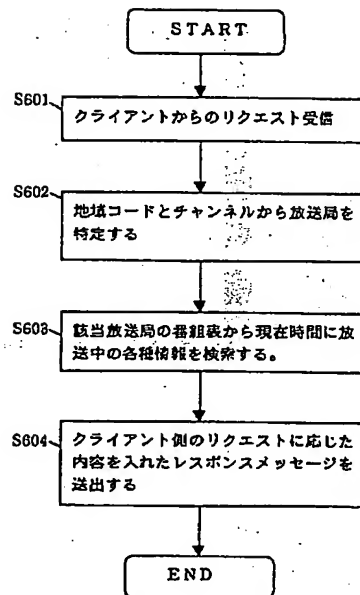 START
S601
クライアントからのリクエスト受信
S602
地域コードとチャンネルから放送局を
特定する
S603
該当放送局の番組表から現在時間に放
送中の各種情報を検索する。
S604
クライアント側のリクエストに応じた
内容を入れたレスポンスメッセージを
送出する
END